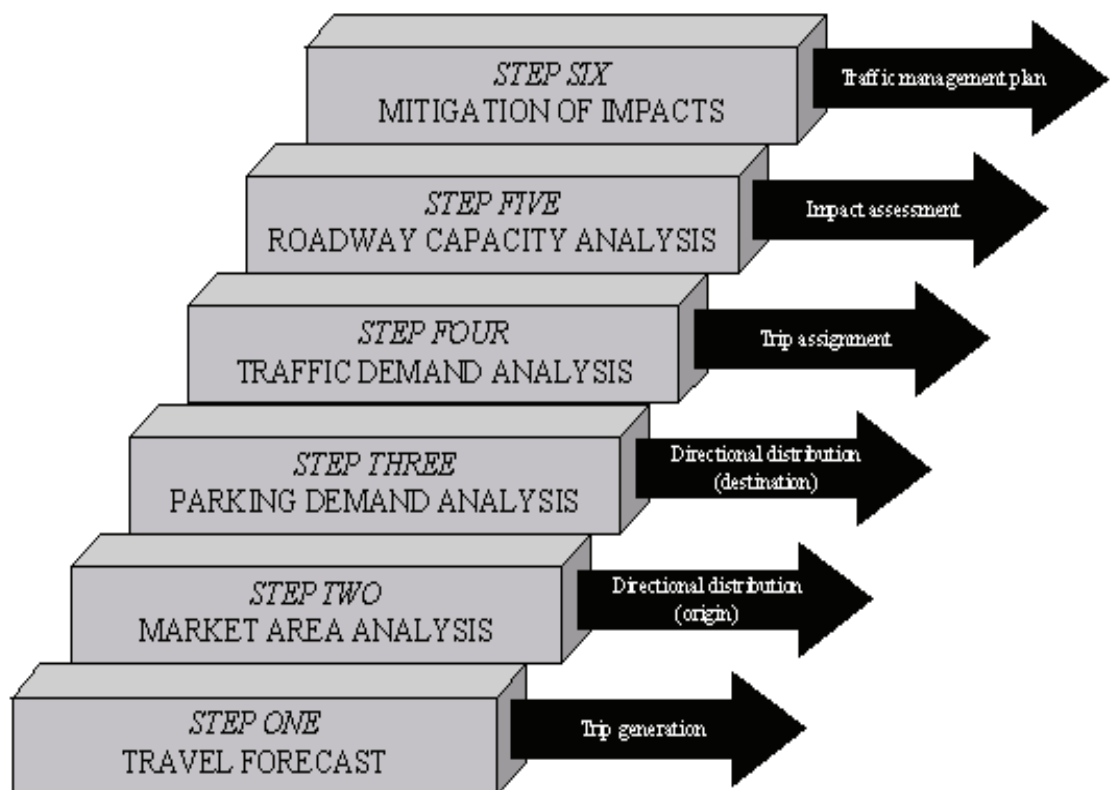 STEP SIX
MITIGATION OF IMPACTS
Traffic management plan
STEP FIVE
ROADWAY CAPACITY ANALYSIS
Impact assessment
STEP FOUR
TRAFFIC DEMAND ANALYSIS
Trip assignment
STEP THREE
PARKING DEMAND ANALYSIS
Directional distribution
(destination)
STEP TWO
MARKET AREA ANALYSIS
Directional distribution
(origin)
STEP ONE
TRAVEL FORECAST
Trip generation